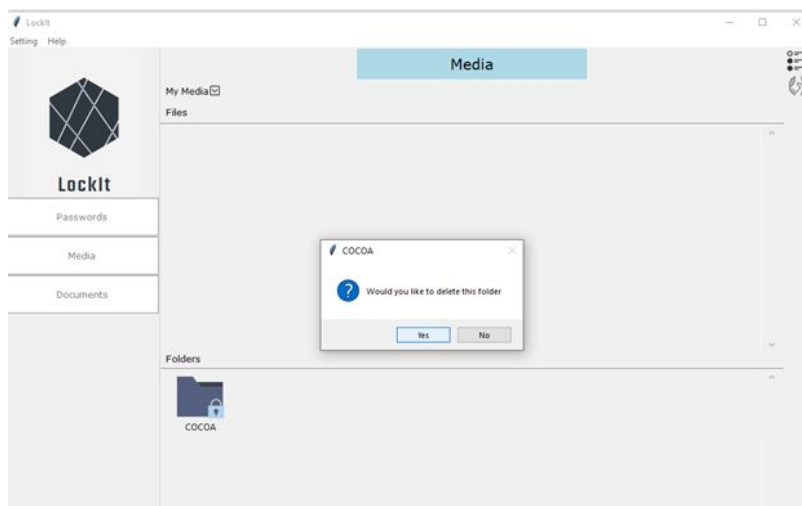 LockIt
Setting Help
Media
My Media
Files
LockIt
Passwords
Media
Documents
COCOA
Would you like to delete this folder
Yes No
Folders
COCOA